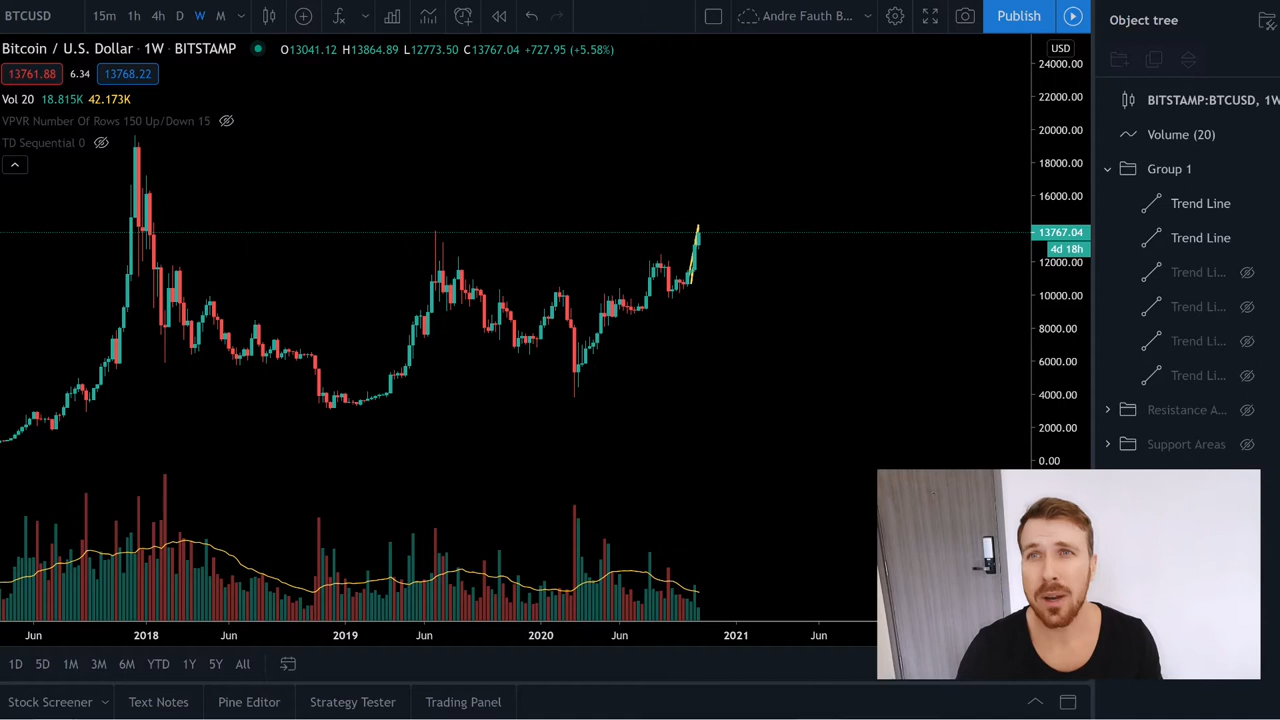 BTCUSD 15m 1h 4h D W M Andre Fauth B... Publish
Object tree
Bitcoin / U.S. Dollar · 1W · BITSTAMP O13041.12 H13864.89 L12773.50 C13767.04 +727.95 (+5.58%) USD
13761.88 6.34 13768.22
Vol 20 18.815K 42.173K
VPVR Number Of Rows 150 Up/Down 15
TD Sequential 0
24000.00
22000.00
20000.00
18000.00
16000.00
13767.04
4d 18h
12000.00
10000.00
8000.00
6000.00
4000.00
2000.00
0.00
BITSTAMP:BTCUSD, 1W
Volume (20)
Group 1
Trend Line
Trend Line
Trend Li...
Trend Li...
Trend Li...
Trend Li...
Resistance A...
Support Areas
Jun 2018 Jun 2019 Jun 2020 Jun 2021 Jun
1D 5D 1M 3M 6M YTD 1Y 5Y All
Stock Screener Text Notes Pine Editor Strategy Tester Trading Panel